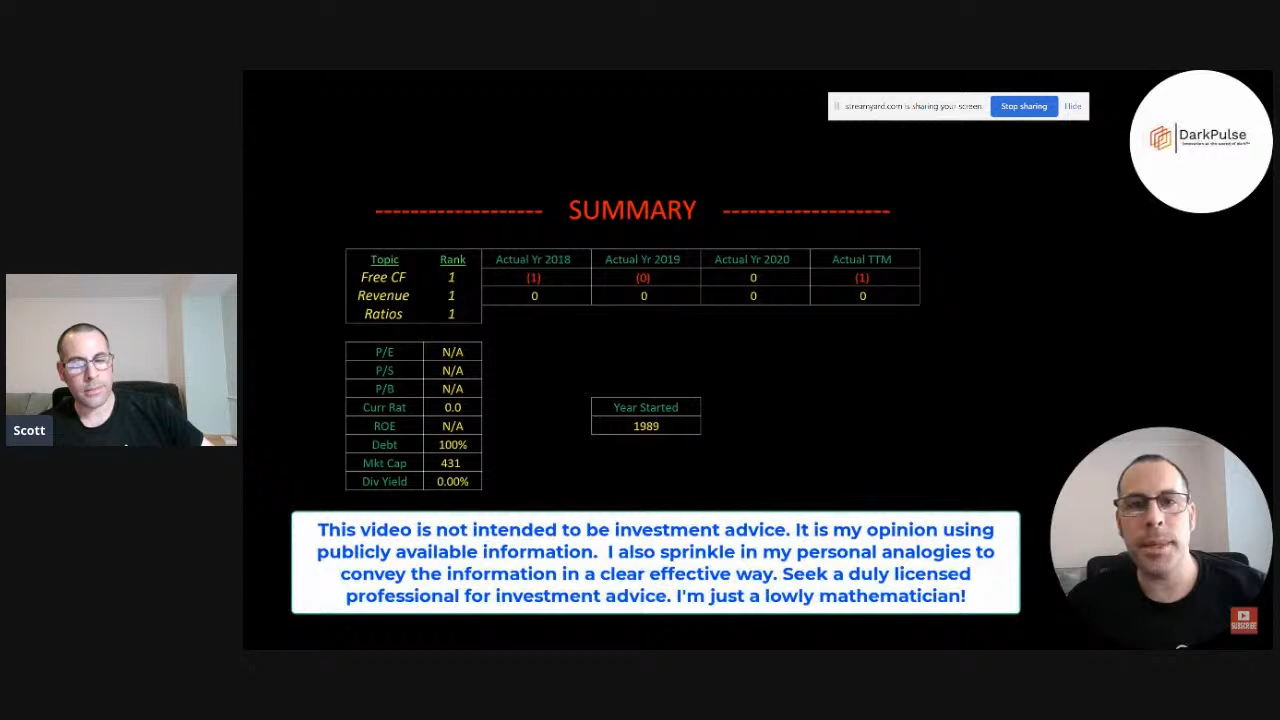 streamyard.com is sharing your screen. Stop sharing Hide
DarkPulse
------------------- SUMMARY -------------------
Topic Rank Actual Yr 2018 Actual Yr 2019 Actual Yr 2020 Actual TTM
Free CF 1 (1) (0) 0 (1)
Revenue 1 0 0 0 0
Ratios 1
P/E N/A
P/S N/A
P/B N/A
Curr Rat 0.0
ROE N/A
Debt 100%
Mkt Cap 431
Div Yield 0.00%
Year Started
1989
Scott
This video is not intended to be investment advice. It is my opinion using
publicly available information. I also sprinkle in my personal analogies to
convey the information in a clear effective way. Seek a duly licensed
professional for investment advice. I'm just a lowly mathematician!
SUBSCRIBE